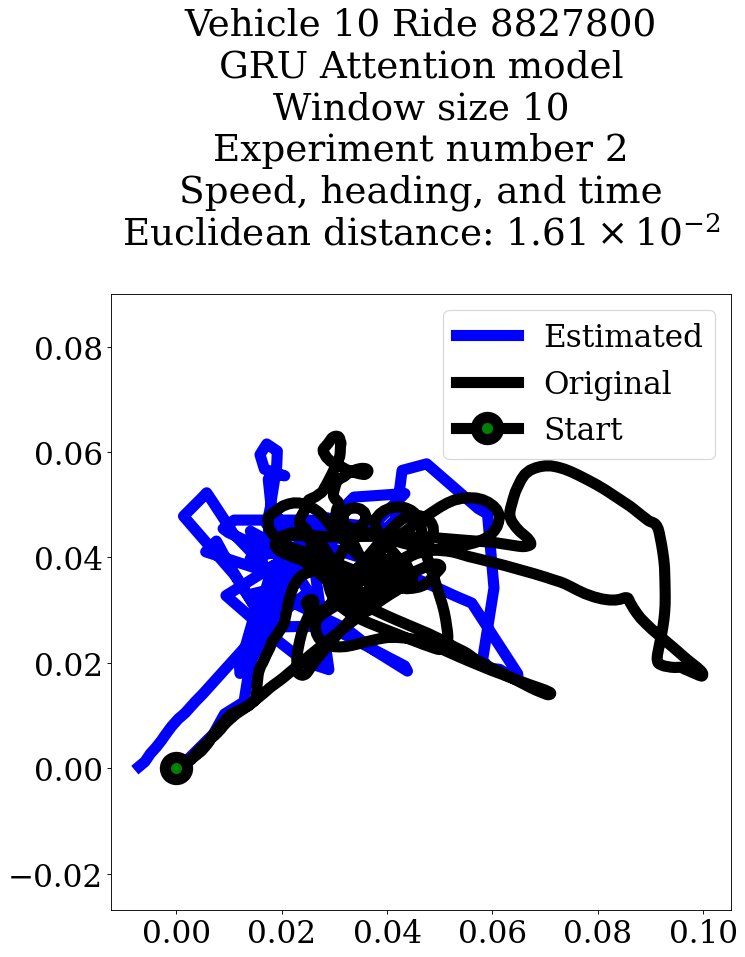 Vehicle 10 Ride 8827800
GRU Attention model
Window size 10
Experiment number 2
Speed, heading, and time
Euclidean distance: 1.61 × 10⁻²
Estimated
Original
Start
0.08
0.06
0.04
0.02
0.00
−0.02
0.00 0.02 0.04 0.06 0.08 0.10